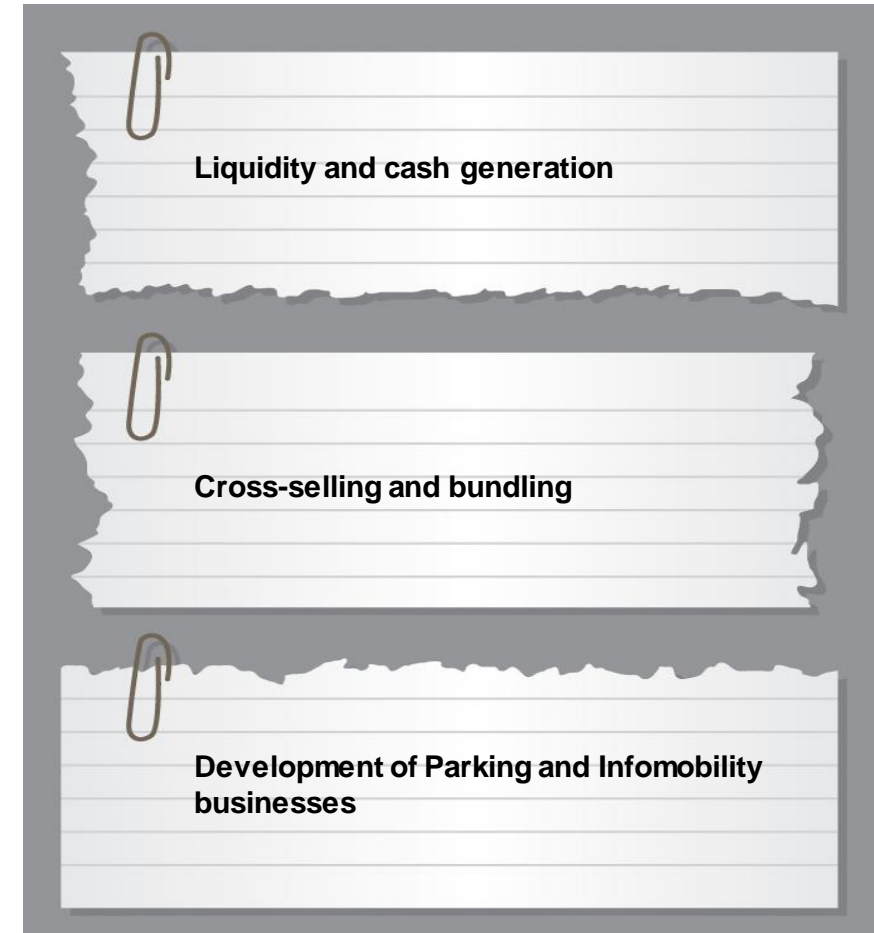 Liquidity and cash generation
Cross-selling and bundling
Development of Parking and Infomobility
businesses